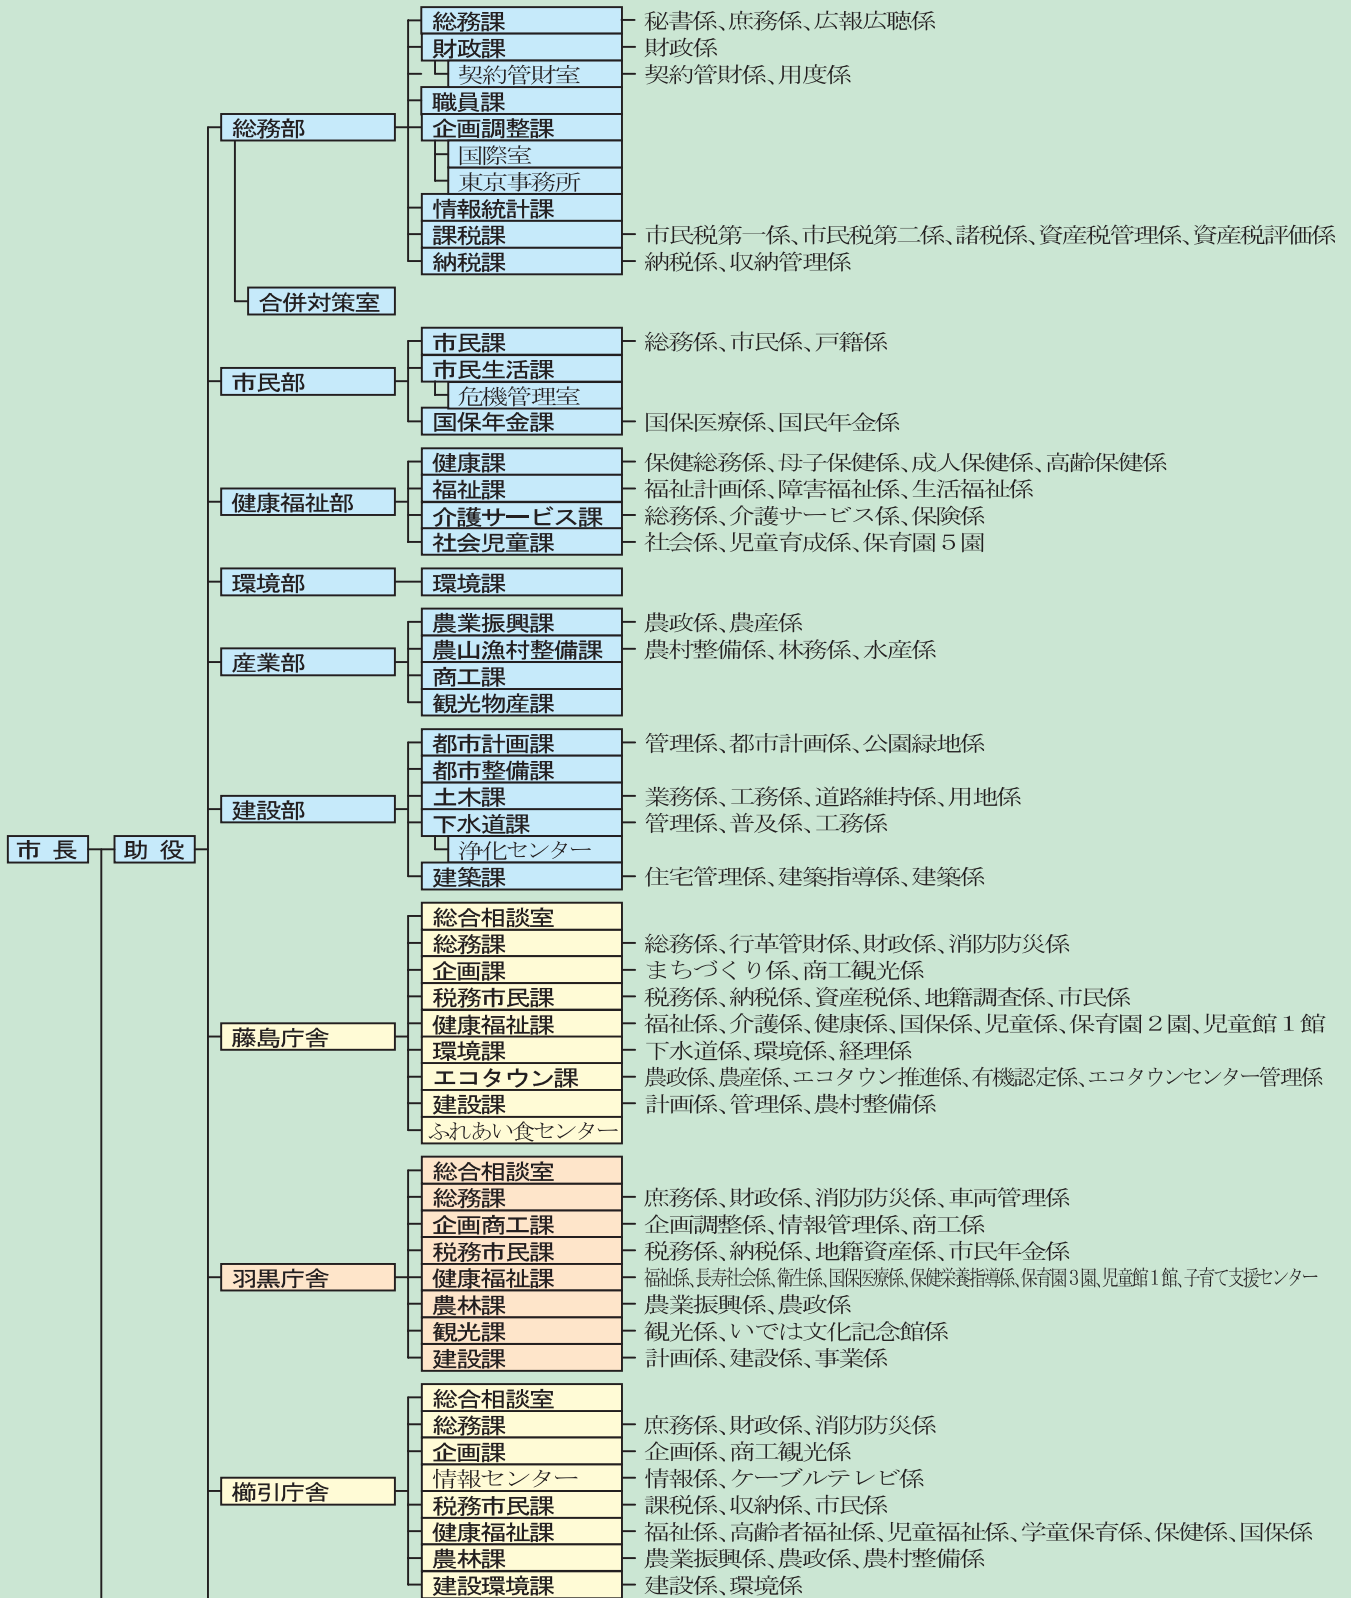 総務課 秘書係、庶務係、広報広聴係
財政課 財政係
契約管財室 契約管財係、用度係
職員課
総務部 企画調整課
国際室
東京事務所
情報統計課
課税課 市民税第一係、市民税第二係、諸税係、資産税管理係、資産税評価係
納税課 納税係、収納管理係
合併対策室
市民課 総務係、市民係、戸籍係
市民生活課
市民部
危機管理室
国保年金課 国保医療係、国民年金係
健康課 保健総務係、母子保健係、成人保健係、高齢保健係
福祉課 福祉計画係、障害福祉係、生活福祉係
健康福祉部
介護サービス課 総務係、介護サービス係、保険係
社会児童課 社会係、児童育成係、保育園5園
環境部 環境課
農業振興課 農政係、農産係
農山漁村整備課 農村整備係、林務係、水産係
産業部
商工課
観光物産課
都市計画課 管理係、都市計画係、公園緑地係
都市整備課
土木課 業務係、工務係、道路維持係、用地係
建設部
下水道課 管理係、普及係、工務係
市長 助役 浄化センター
建築課 住宅管理係、建築指導係、建築係
総合相談室
総務課 総務係、行革管財係、財政係、消防防災係
企画課 まちづくり係、商工観光係
税務市民課 税務係、納税係、資産税係、地籍調査係、市民係
健康福祉課 福祉係、介護係、健康係、国保係、児童係、保育園2園、児童館1館
藤島庁舎
環境課 下水道係、環境係、経理係
エコタウン課 農政係、農産係、エコタウン推進係、有機認定係、エコタウンセンター管理係
建設課 計画係、管理係、農村整備係
ふれあい食センター
総合相談室
総務課 庶務係、財政係、消防防災係、車両管理係
企画商工課 企画調整係、情報管理係、商工係
税務市民課 税務係、納税係、地籍資産係、市民年金係
羽黒庁舎 健康福祉課 福祉係、長寿社会係、衛生係、国保医療係、保健栄養指導係、保育園3園、児童館1館、子育て支援センター
農林課 農業振興係、農政係
観光課 観光係、いでは文化記念館係
建設課 計画係、建設係、事業係
総合相談室
総務課 庶務係、財政係、消防防災係
企画課 企画係、商工観光係
情報センター 情報係、ケーブルテレビ係
櫛引庁舎
税務市民課 課税係、収納係、市民係
健康福祉課 福祉係、高齢者福祉係、児童福祉係、学童保育係、保健係、国保係
農林課 農業振興係、農政係、農村整備係
建設環境課 建設係、環境係